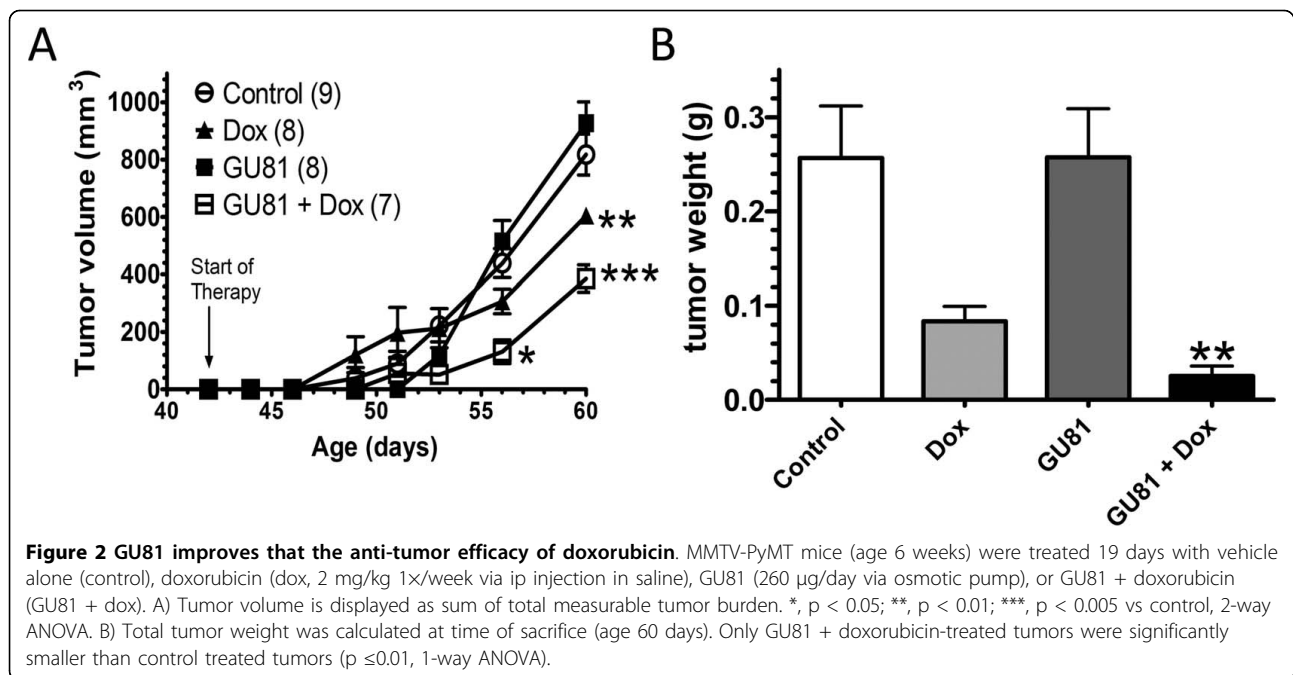 A
Tumor volume (mm 3)
1000
800
600
400
200
0
Control (9)
Dox (8)
GU81 (8)
GU81 + Dox (7)
Start of
Therapy
**
***
*
40 45 50 55 60
Age (days)
B
tumor weight (g)
0.3
0.2
0.1
0.0
**
Control
Dox
GU81
GU81 + Dox
Figure 2 GU81 improves that the anti-tumor efficacy of doxorubicin. MMTV-PyMT mice (age 6 weeks) were treated 19 days with vehicle
alone (control), doxorubicin (dox, 2 mg/kg 1×/week via ip injection in saline), GU81 (260 μg/day via osmotic pump), or GU81 + doxorubicin
(GU81 + dox). A) Tumor volume is displayed as sum of total measurable tumor burden. *, p < 0.05; **, p < 0.01; ***, p < 0.005 vs control, 2-way
ANOVA. B) Total tumor weight was calculated at time of sacrifice (age 60 days). Only GU81 + doxorubicin-treated tumors were significantly
smaller than control treated tumors (p ≤0.01, 1-way ANOVA).